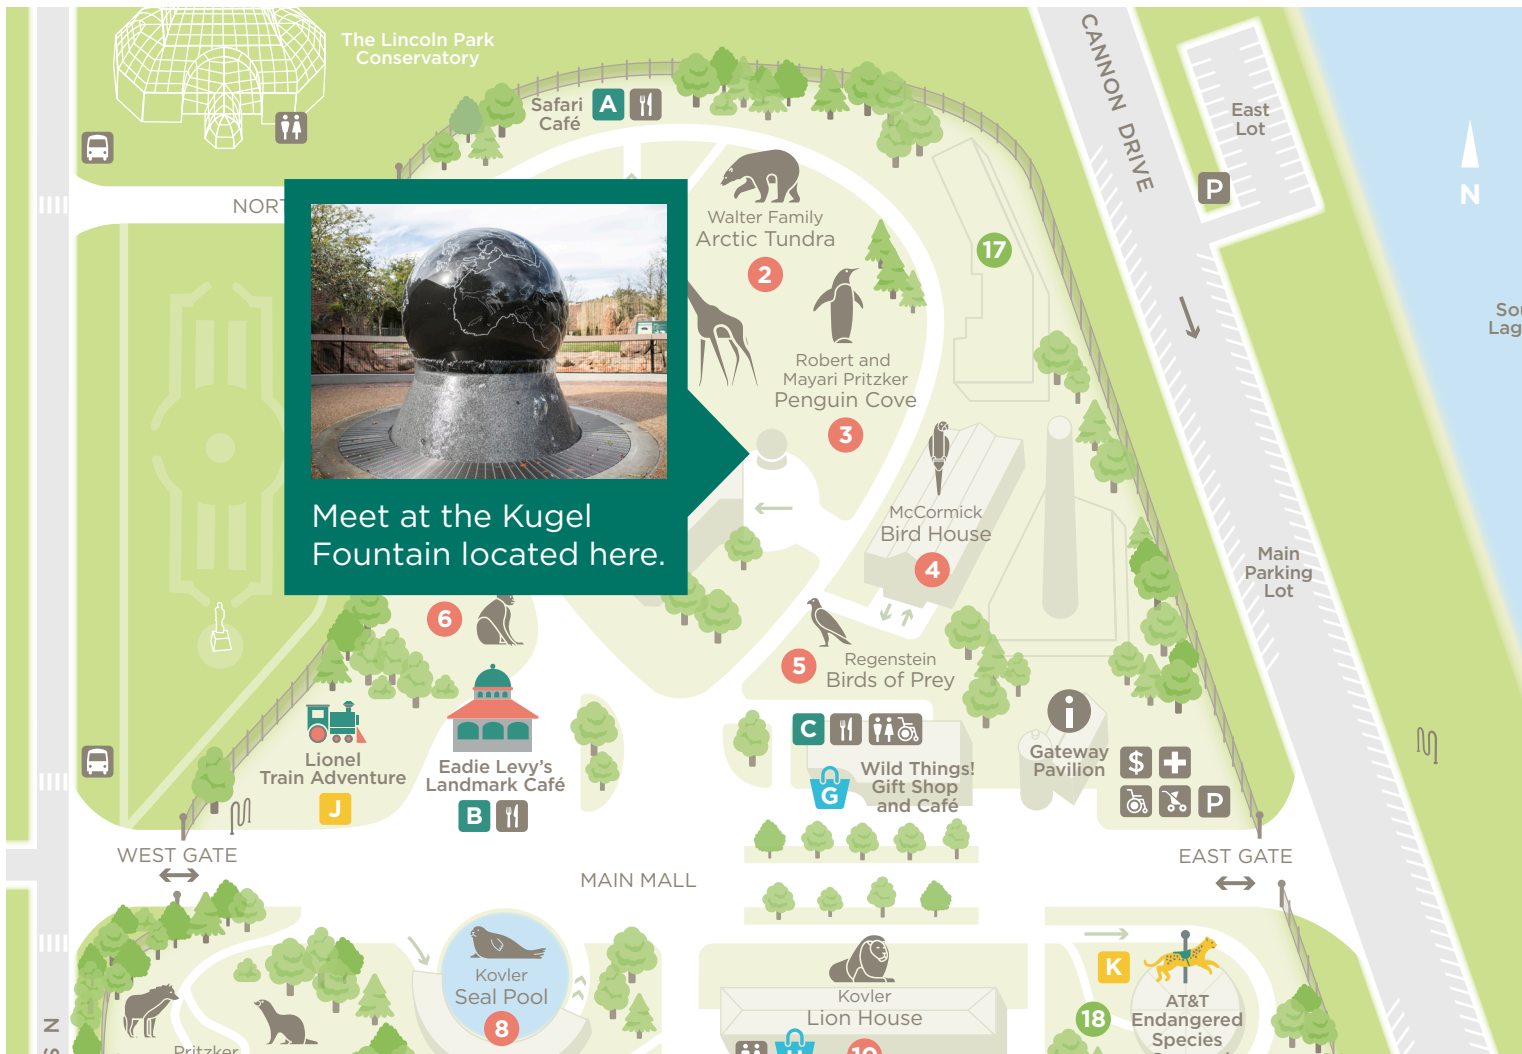 The Lincoln Park
Conservatory
Safari
Café
A
CANNON DRIVE
East
Lot
P
N
Walter Family
Arctic Tundra
2
17
Robert and
Mayari Pritzker
Penguin Cove
3
Meet at the Kugel
Fountain located here.
McCormick
Bird House
4
Main
Parking
Lot
6
5
Regenstein
Birds of Prey
C
Wild Things!
Gift Shop
and Café
G
i
Gateway
Pavilion
$
P
Lionel
Train Adventure
J
Eadie Levy's
Landmark Café
B
WEST GATE
MAIN MALL
EAST GATE
Kovler
Seal Pool
8
Kovler
Lion House
K
18
AT&T
Endangered
Species
Pritzker